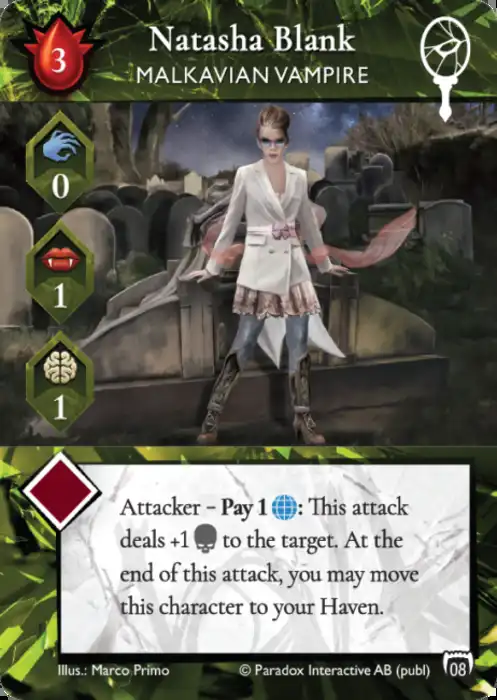 3
Natasha Blank
MALKAVIAN VAMPIRE
0
1
1
Attacker – Pay 1 : This attack
deals +1 to the target. At the
end of this attack, you may move
this character to your Haven.
Illus.: Marco Primo
© Paradox Interactive AB (publ)
08